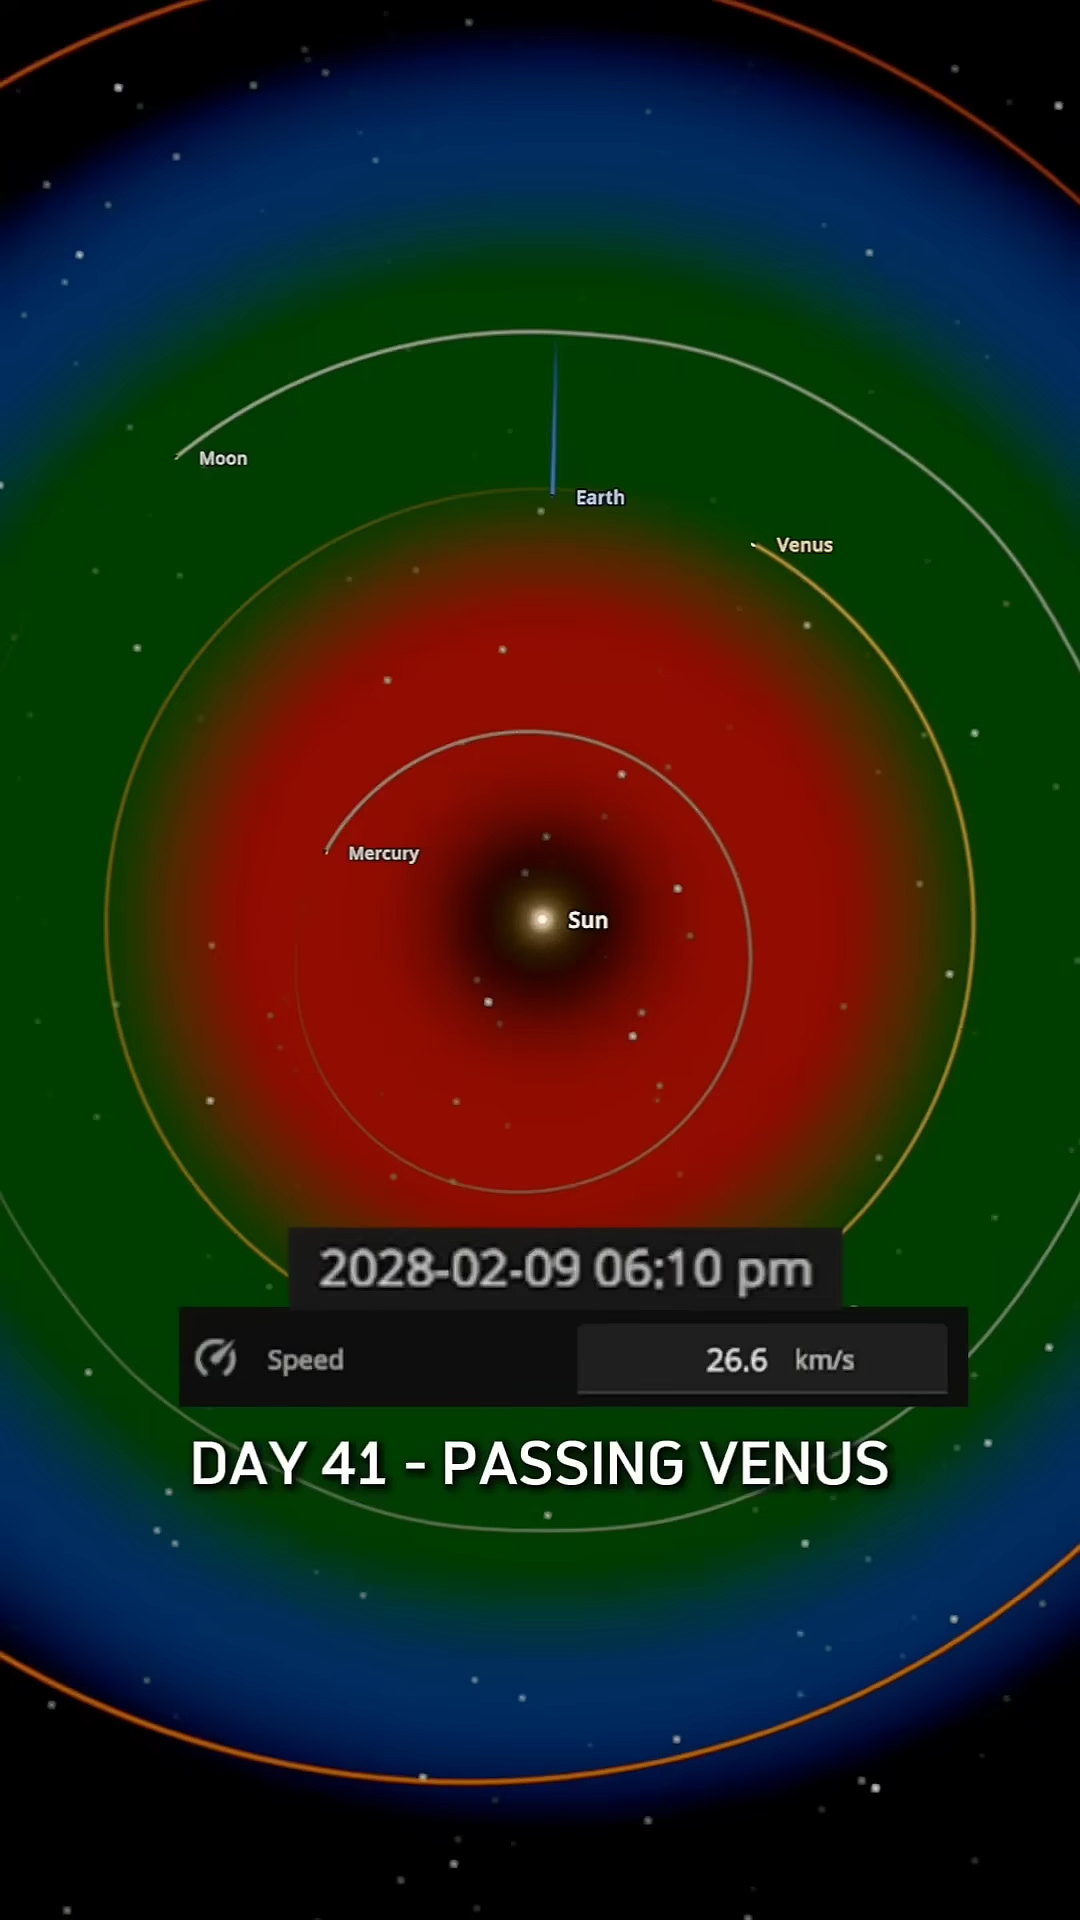 Moon
Earth
Venus
Mercury
Sun
2028-02-09 06:10 pm
Speed 26.6 km/s
DAY 41 - PASSING VENUS